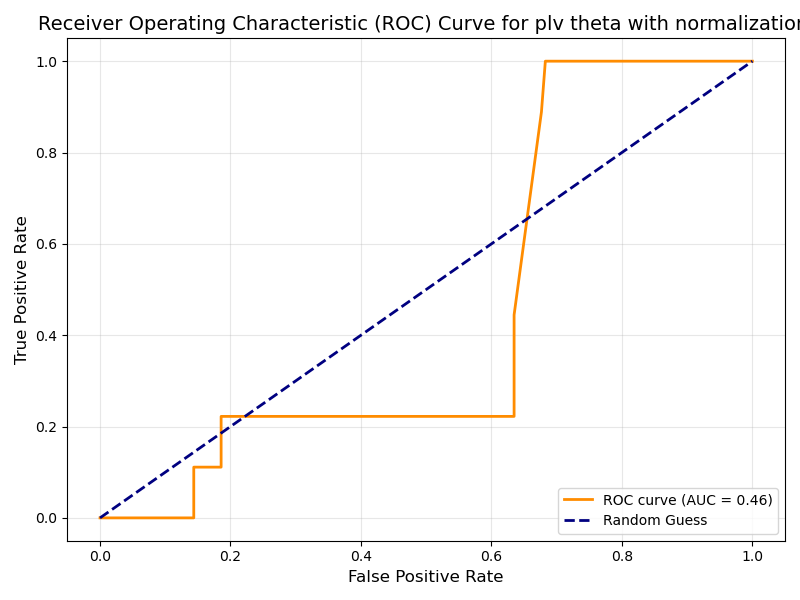 Receiver Operating Characteristic (ROC) Curve for plv theta with normalization
1.0
0.8
0.6
0.4
0.2
0.0
True Positive Rate
0.0 0.2 0.4 0.6 0.8 1.0
False Positive Rate
ROC curve (AUC = 0.46)
Random Guess